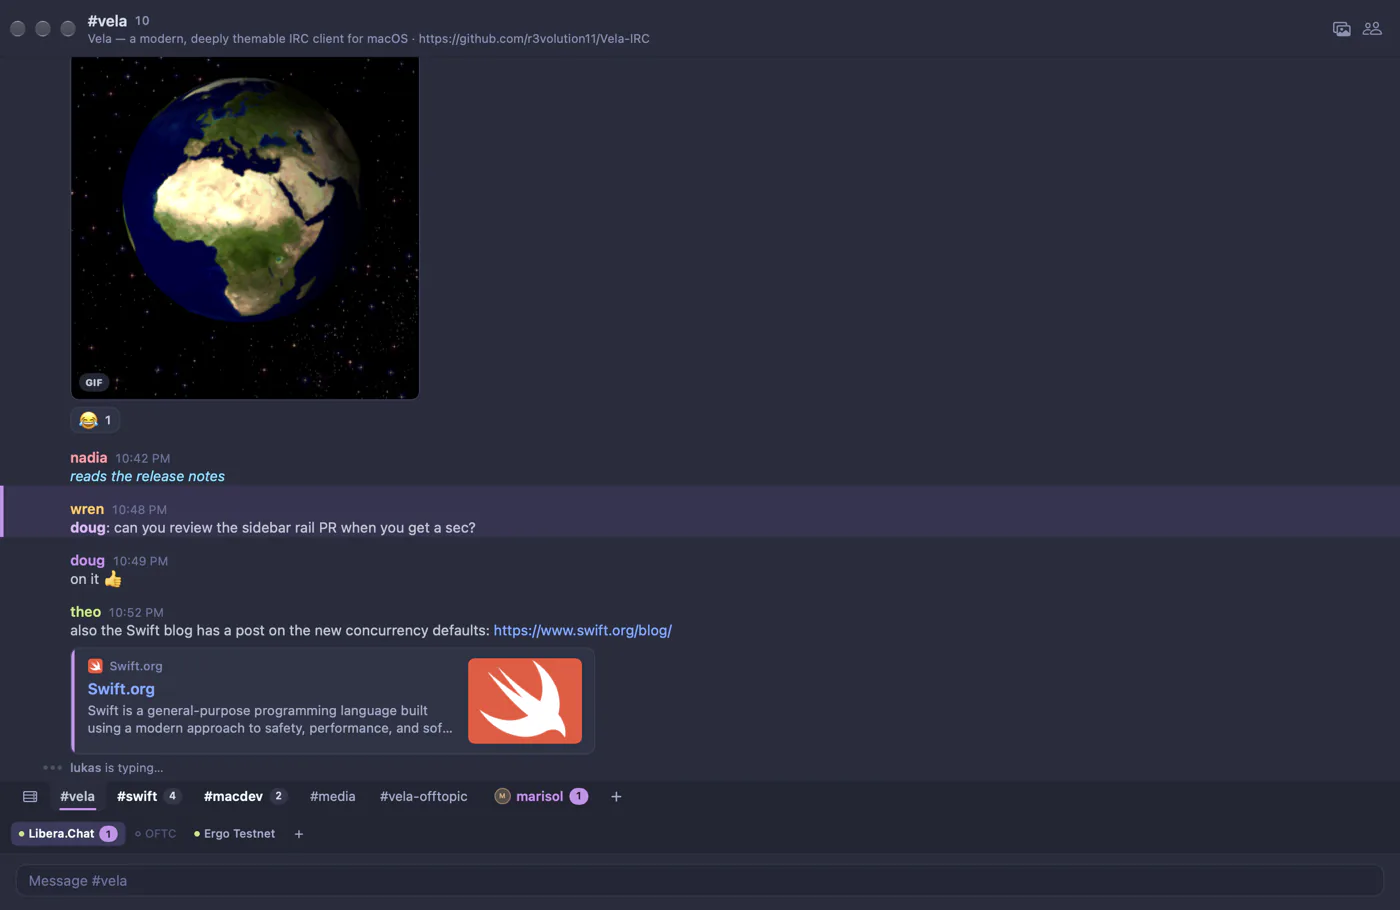 #vela 10
Vela — a modern, deeply themable IRC client for macOS · https://github.com/r3volution11/Vela-IRC
GIF
😂 1
nadia 10:42 PM
reads the release notes
wren 10:48 PM
doug: can you review the sidebar rail PR when you get a sec?
doug 10:49 PM
on it 👍
theo 10:52 PM
also the Swift blog has a post on the new concurrency defaults: https://www.swift.org/blog/
Swift.org
Swift.org
Swift is a general-purpose programming language built
using a modern approach to safety, performance, and sof...
lukas is typing...
#vela #swift 4 #macdev 2 #media #vela-offtopic M marisol 1 +
Libera.Chat 1 OFTC Ergo Testnet +
Message #vela